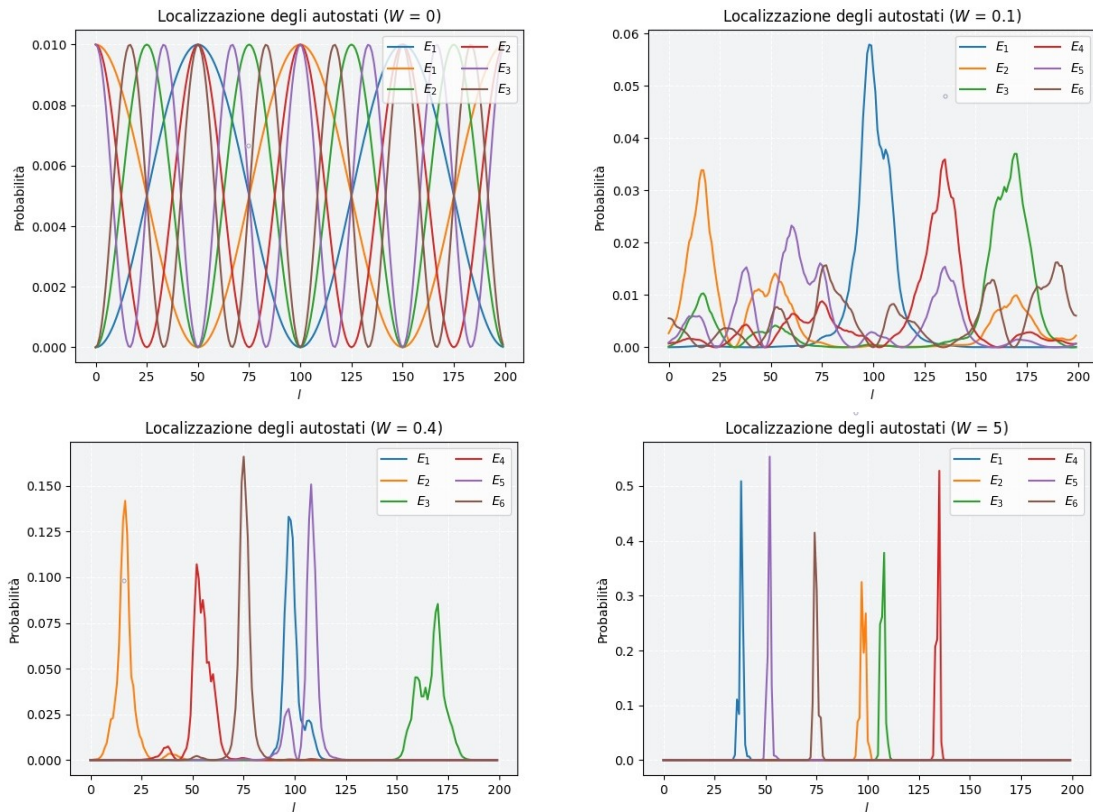 Localizzazione degli autostati (W = 0)
E₁ E₂
E₁ E₃
E₂ E₃
Probabilità
0.010
0.008
0.006
0.004
0.002
0.000
0 25 50 75 100 125 150 175 200
l
Localizzazione degli autostati (W = 0.1)
E₁ E₄
E₂ E₅
E₃ E₆
Probabilità
0.06
0.05
0.04
0.03
0.02
0.01
0.00
0 25 50 75 100 125 150 175 200
l
Localizzazione degli autostati (W = 0.4)
E₁ E₄
E₂ E₅
E₃ E₆
Probabilità
0.150
0.125
0.100
0.075
0.050
0.025
0.000
0 25 50 75 100 125 150 175 200
l
Localizzazione degli autostati (W = 5)
E₁ E₄
E₂ E₅
E₃ E₆
Probabilità
0.5
0.4
0.3
0.2
0.1
0.0
0 25 50 75 100 125 150 175 200
l